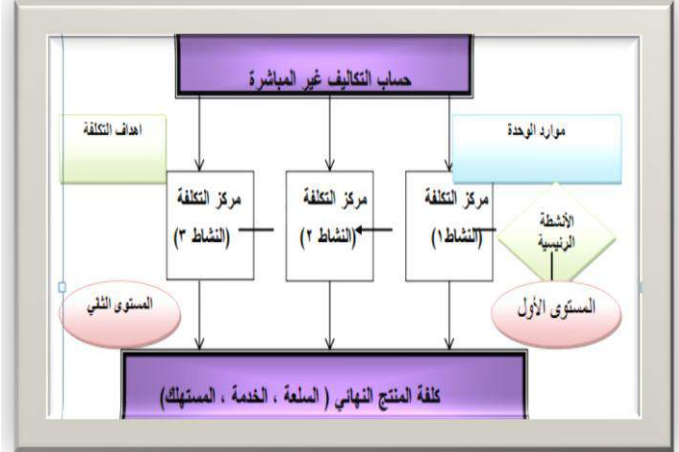 حساب التكاليف غير المباشرة
موارد الوحدة
اهداف التكلفة
مركز التكلفة
(النشاط١)
مركز التكلفة
(النشاط ٢)
مركز التكلفة
(النشاط ٣)
الأنشطة
الرئيسية
المستوى الأول
المستوى الثاني
كلفة المنتج النهائي ( السلعة ، الخدمة ، المستهلك)